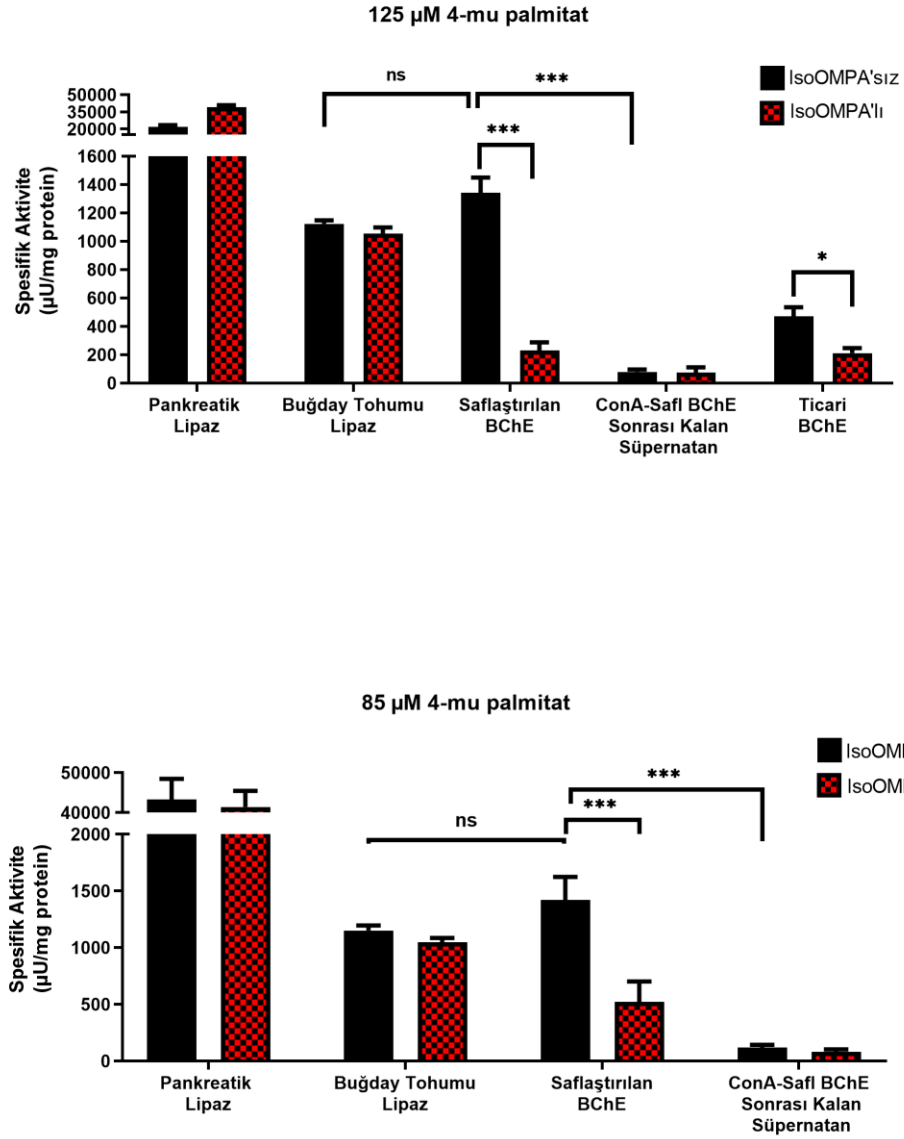 125 µM 4-mu palmitat
ns
***
***
*
IsoOMPA'sız
IsoOMPA'lı
Spesifik Aktivite
(µU/mg protein)
50000
35000
20000
1600
1400
1200
1000
800
600
400
200
0
Pankreatik
Lipaz
Buğday Tohumu
Lipaz
Saflaştırılan
BChE
ConA-Safl BChE
Sonrası Kalan
Süpernatan
Ticari
BChE
85 µM 4-mu palmitat
ns
***
***
IsoOM
IsoOM
Spesifik Aktivite
(µU/mg protein)
50000
40000
2000
1500
1000
500
0
Pankreatik
Lipaz
Buğday Tohumu
Lipaz
Saflaştırılan
BChE
ConA-Safl BChE
Sonrası Kalan
Süpernatan